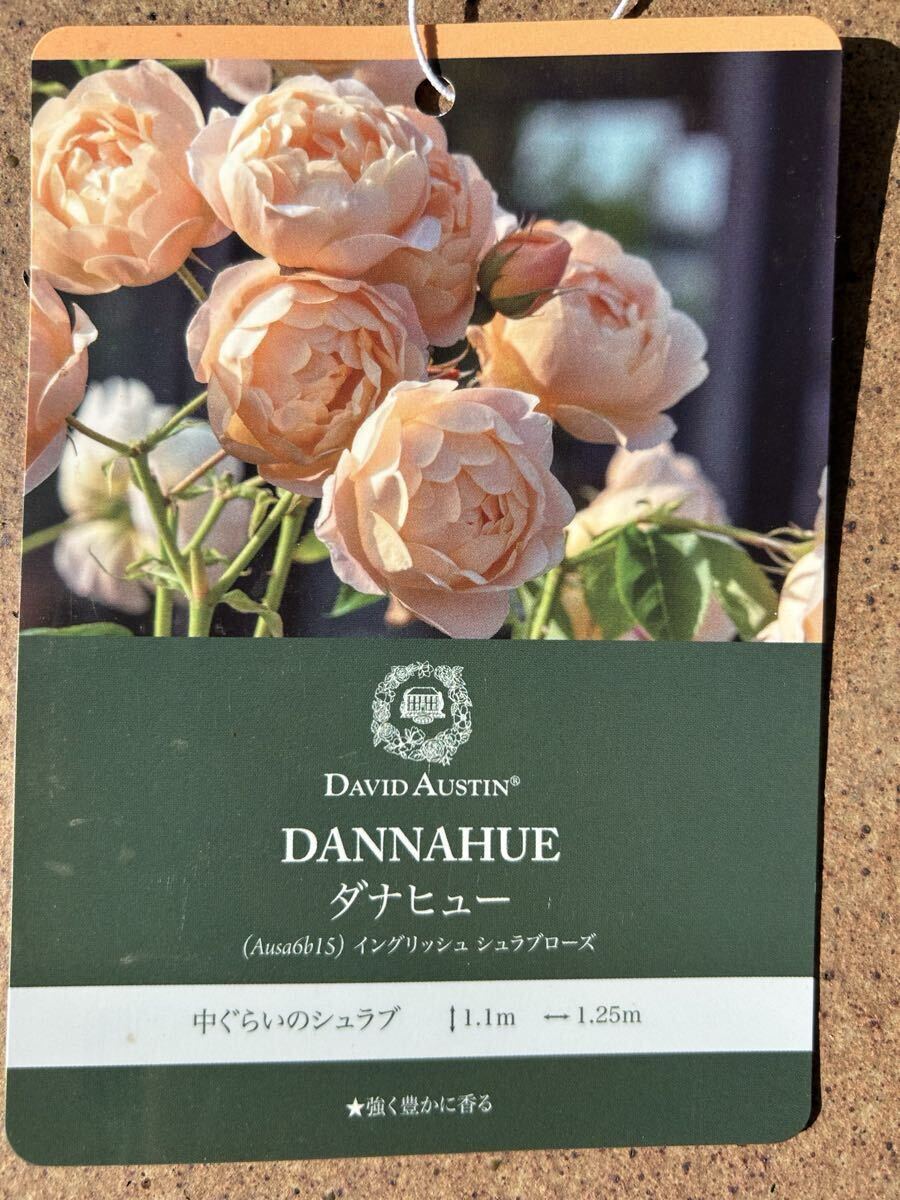 DAVID AUSTIN®
DANNAHUE
ダナヒュー
(Ausa6b15) イングリッシュ シュラブローズ
中ぐらいのシュラブ ↕1.1m ↔1.25m
★強く豊かに香る